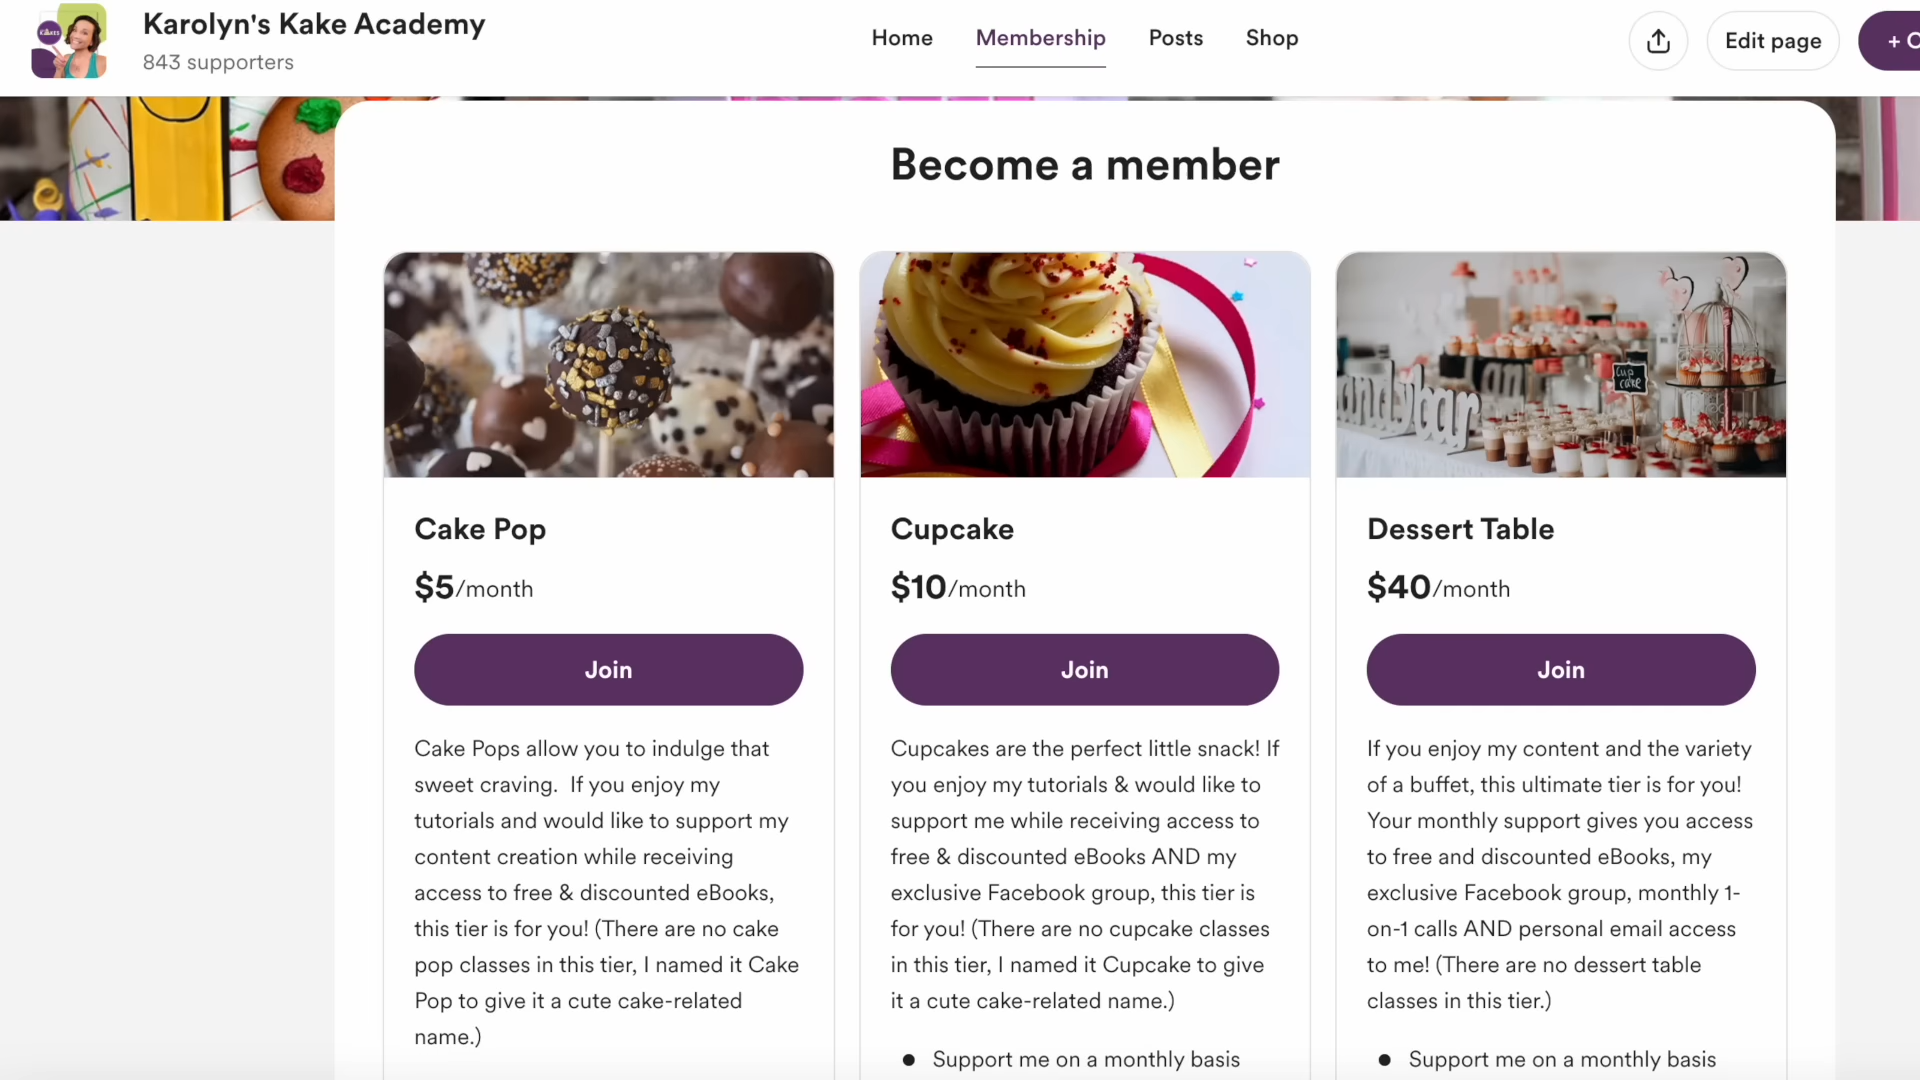 Karolyn's Kake Academy
843 supporters
Home
Membership
Posts
Shop
Edit page
+ C
Become a member
Cup
cake
andybar
Cake Pop
$5/month
Join
Cake Pops allow you to indulge that
sweet craving.  If you enjoy my
tutorials and would like to support my
content creation while receiving
access to free & discounted eBooks,
this tier is for you! (There are no cake
pop classes in this tier, I named it Cake
Pop to give it a cute cake-related
name.)
Cupcake
$10/month
Join
Cupcakes are the perfect little snack! If
you enjoy my tutorials & would like to
support me while receiving access to
free & discounted eBooks AND my
exclusive Facebook group, this tier is
for you! (There are no cupcake classes
in this tier, I named it Cupcake to give
it a cute cake-related name.)
• Support me on a monthly basis
Dessert Table
$40/month
Join
If you enjoy my content and the variety
of a buffet, this ultimate tier is for you!
Your monthly support gives you access
to free and discounted eBooks, my
exclusive Facebook group, monthly 1-
on-1 calls AND personal email access
to me! (There are no dessert table
classes in this tier.)
• Support me on a monthly basis